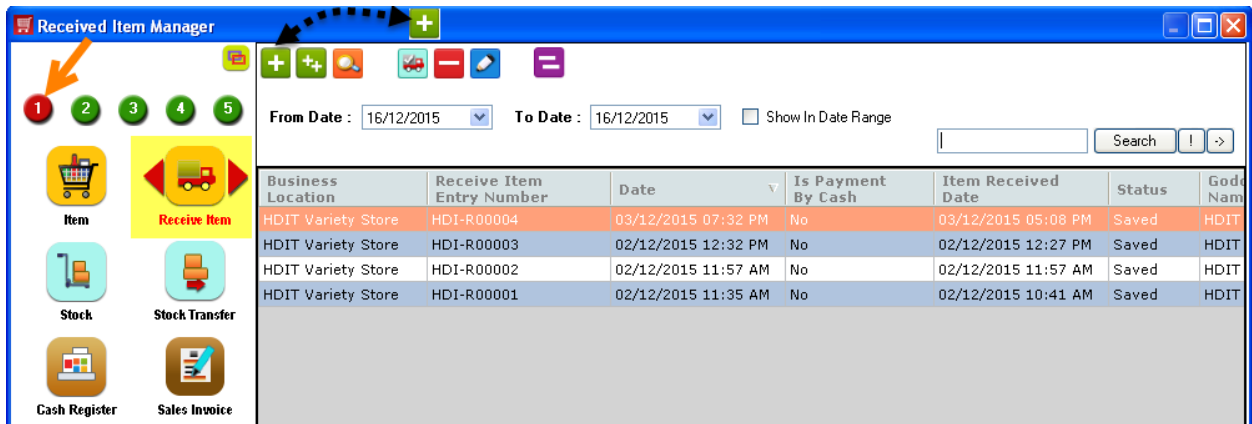 Received Item Manager
1 2 3 4 5
From Date : 16/12/2015 To Date : 16/12/2015 Show In Date Range
Search ! ->
Item Receive Item
Stock Stock Transfer
Cash Register Sales Invoice
Business Location Receive Item Entry Number Date Is Payment By Cash Item Received Date Status Nam
HDIT Variety Store HDI-R00004 03/12/2015 07:32 PM No 03/12/2015 05:08 PM Saved HDIT
HDIT Variety Store HDI-R00003 02/12/2015 12:32 PM No 02/12/2015 12:27 PM Saved HDIT
HDIT Variety Store HDI-R00002 02/12/2015 11:57 AM No 02/12/2015 11:57 AM Saved HDIT
HDIT Variety Store HDI-R00001 02/12/2015 11:35 AM No 02/12/2015 10:41 AM Saved HDIT